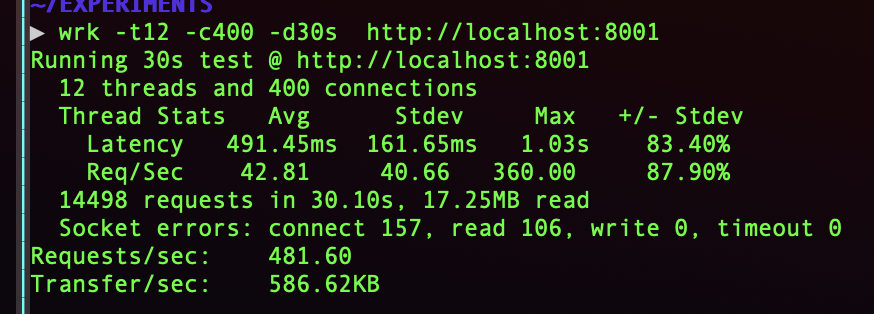 ~/EXPERIMENTS
▶ wrk -t12 -c400 -d30s  http://localhost:8001
Running 30s test @ http://localhost:8001
  12 threads and 400 connections
  Thread Stats   Avg      Stdev     Max   +/- Stdev
    Latency   491.45ms  161.65ms   1.03s    83.40%
    Req/Sec    42.81     40.66   360.00     87.90%
  14498 requests in 30.10s, 17.25MB read
  Socket errors: connect 157, read 106, write 0, timeout 0
Requests/sec:    481.60
Transfer/sec:    586.62KB